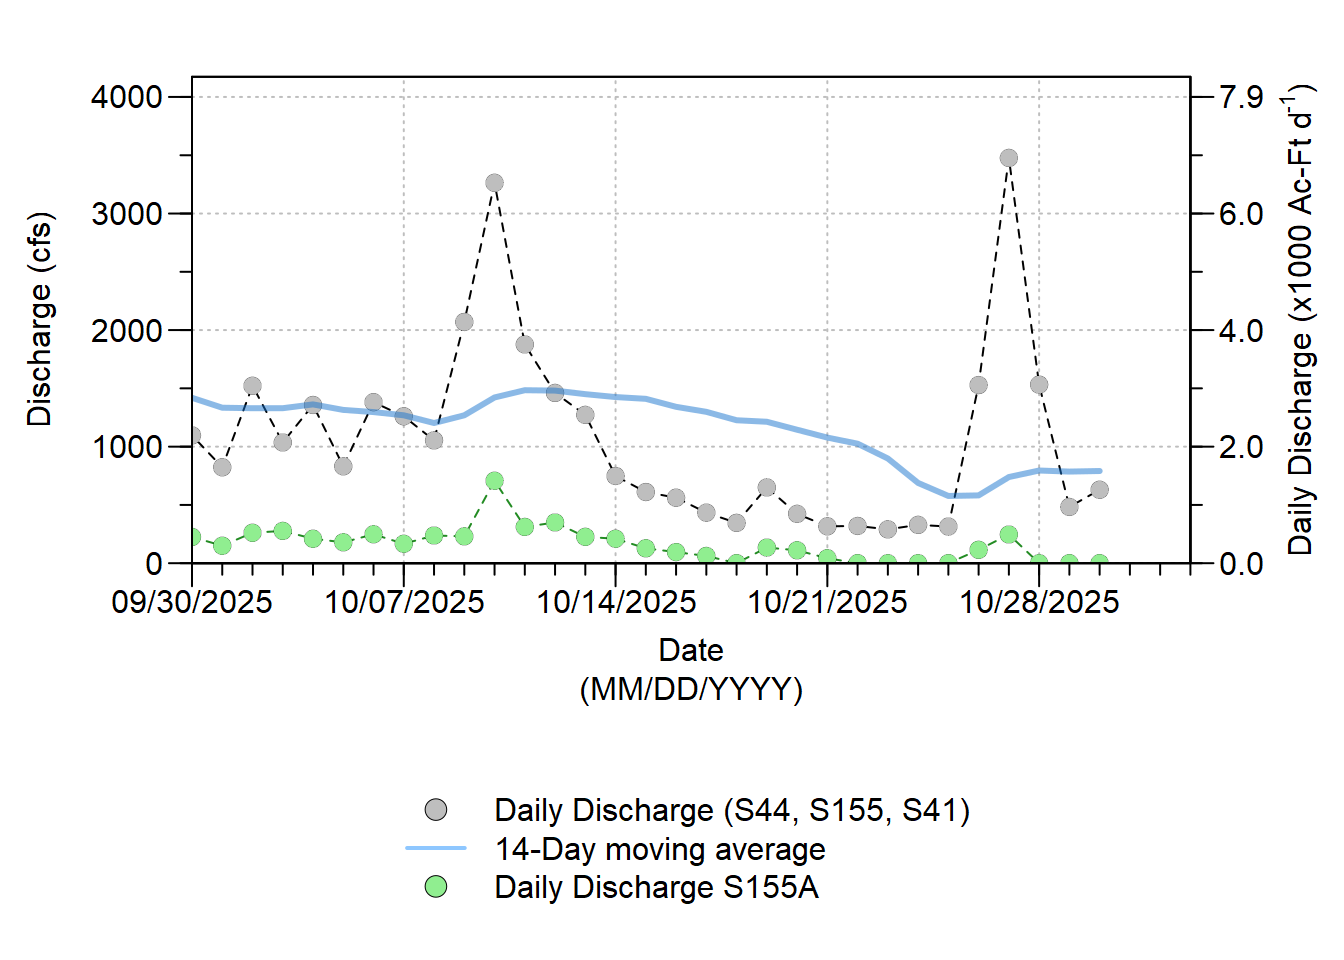 4000
3000
2000
1000
0
Discharge (cfs)
7.9
6.0
4.0
2.0
0.0
Daily Discharge (x1000 Ac-Ft d-1)
09/30/2025 10/07/2025 10/14/2025 10/21/2025 10/28/2025
Date
(MM/DD/YYYY)
Daily Discharge (S44, S155, S41)
14-Day moving average
Daily Discharge S155A